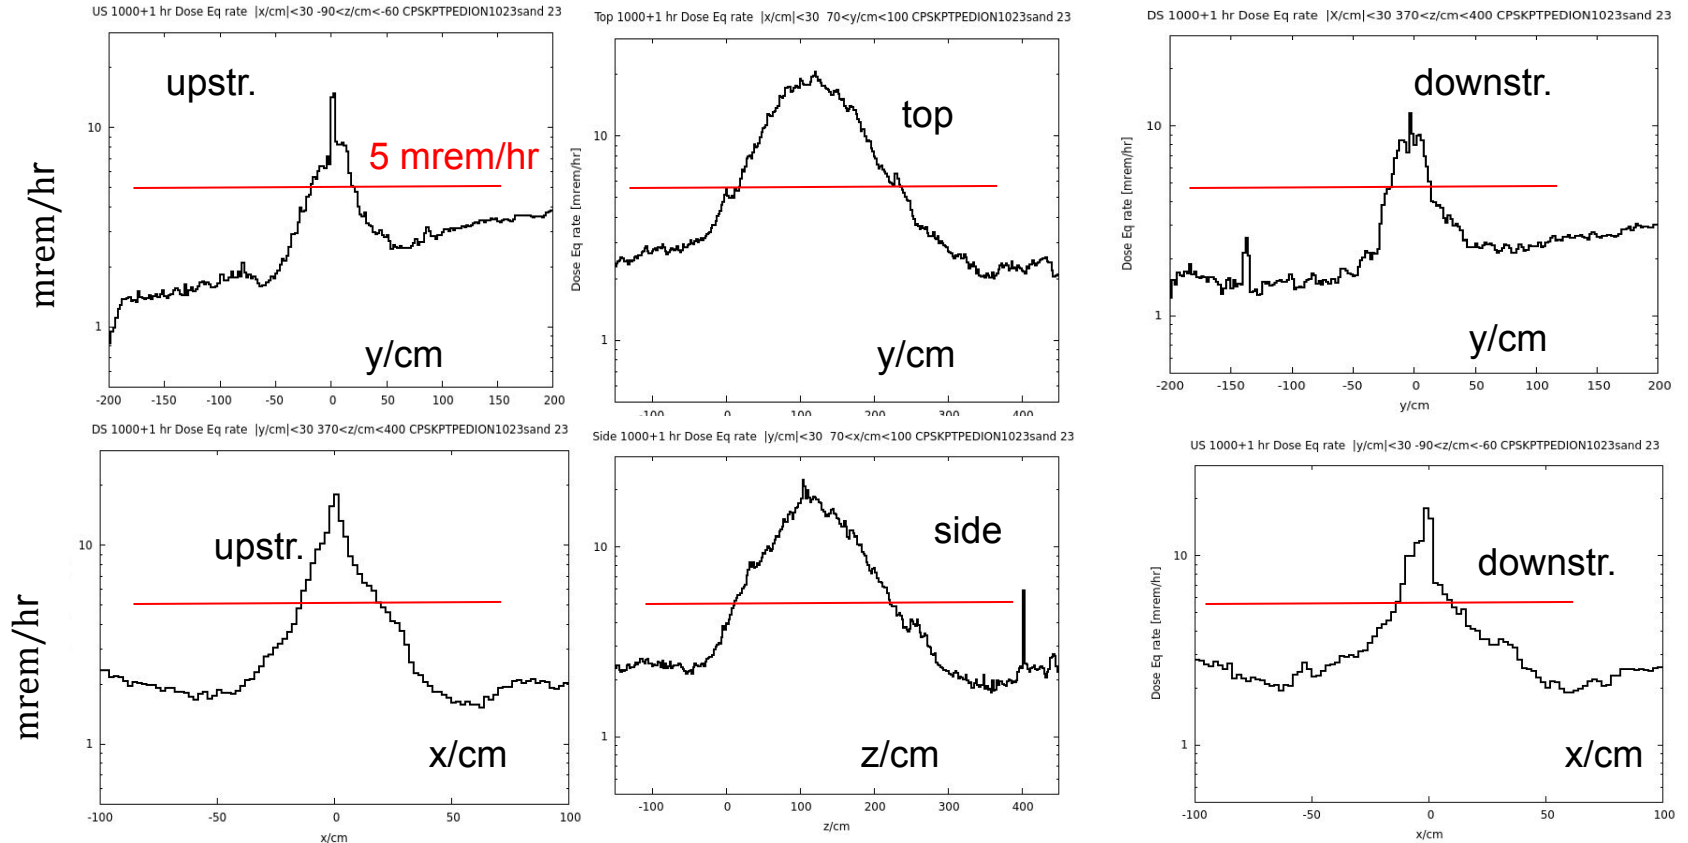 US 1000+1 hr Dose Eq rate |x/cm|<30 -90<z/cm<-60 CPSKPTPEDION1023sand 23
upstr.
5 mrem/hr
10
1
mrem/hr
y/cm
-200 -150 -100 -50 0 50 100 150 200
Top 1000+1 hr Dose Eq rate |x/cm|<30 70<y/cm<100 CPSKPTPEDION1023sand 23
top
10
1
Dose Eq rate [mrem/hr]
y/cm
-100 0 100 200 300 400
DS 1000+1 hr Dose Eq rate |X/cm|<30 370<z/cm<400 CPSKPTPEDION1023sand 23
downstr.
10
1
Dose Eq rate [mrem/hr]
y/cm
-200 -150 -100 -50 0 50 100 150 200
y/cm
DS 1000+1 hr Dose Eq rate |y/cm|<30 370<z/cm<400 CPSKPTPEDION1023sand 23
upstr.
10
1
mrem/hr
x/cm
-100 -50 0 50 100
x/cm
Side 1000+1 hr Dose Eq rate |y/cm|<30 70<x/cm<100 CPSKPTPEDION1023sand 23
side
10
1
z/cm
-100 0 100 200 300 400
z/cm
US 1000+1 hr Dose Eq rate |y/cm|<30 -90<z/cm<-60 CPSKPTPEDION1023sand 23
downstr.
10
1
Dose Eq rate [mrem/hr]
x/cm
-100 -50 0 50 100
x/cm